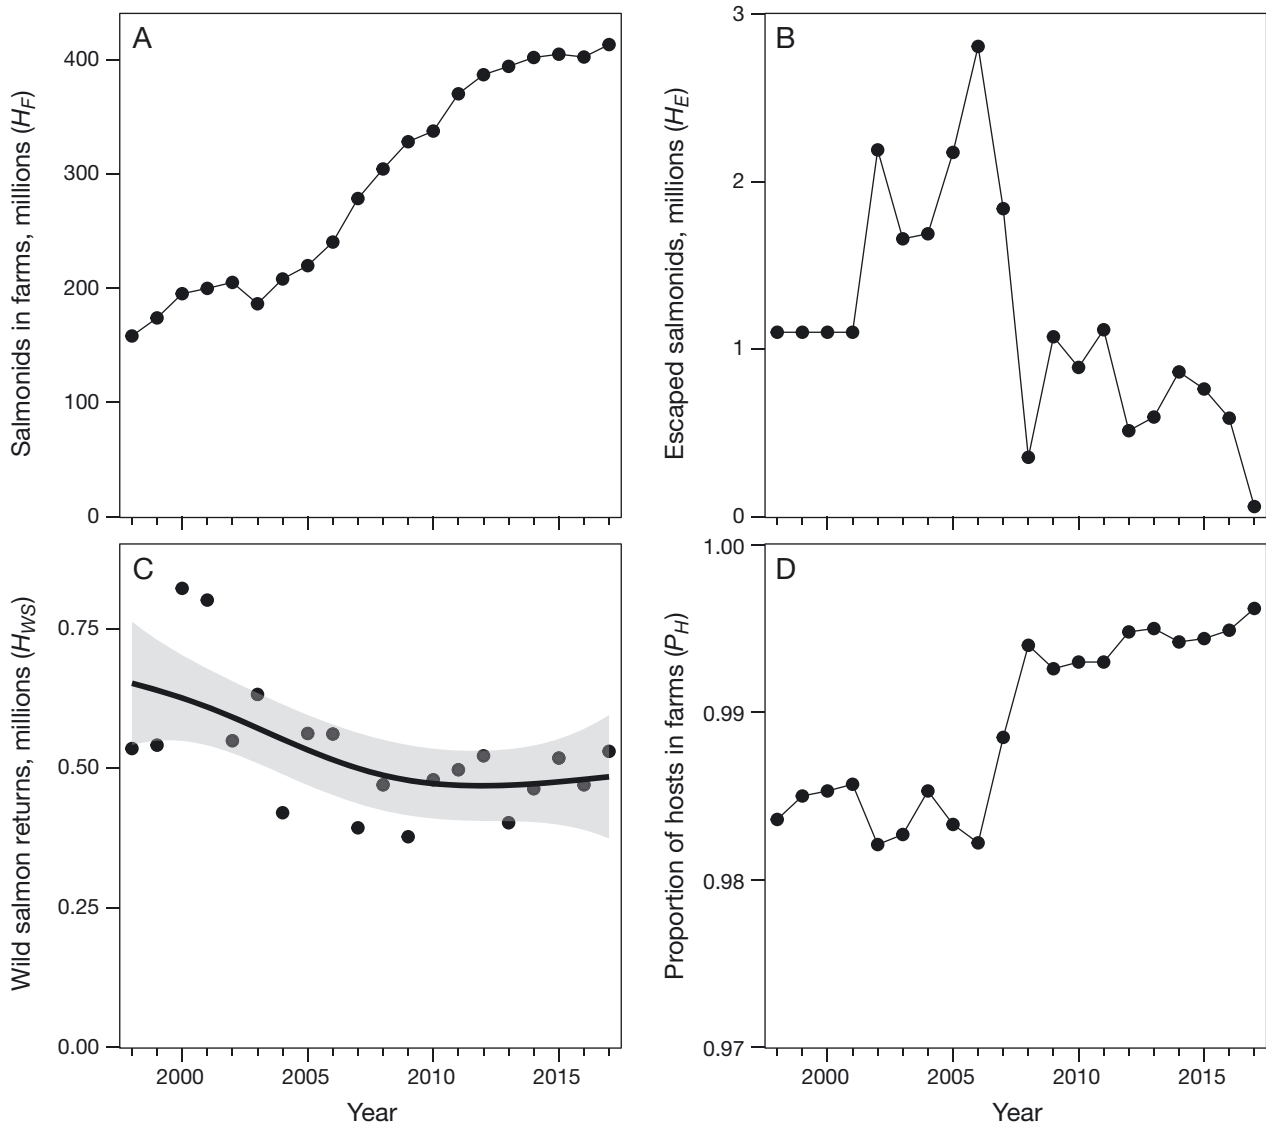 A
Salmonids in farms, millions (HF)
400
300
200
100
0
B
Escaped salmonids, millions (HE)
3
2
1
0
C
Wild salmon returns, millions (HWS)
0.75
0.50
0.25
0.00
2000 2005 2010 2015
Year
D
Proportion of hosts in farms (PH)
1.00
0.99
0.98
0.97
2000 2005 2010 2015
Year